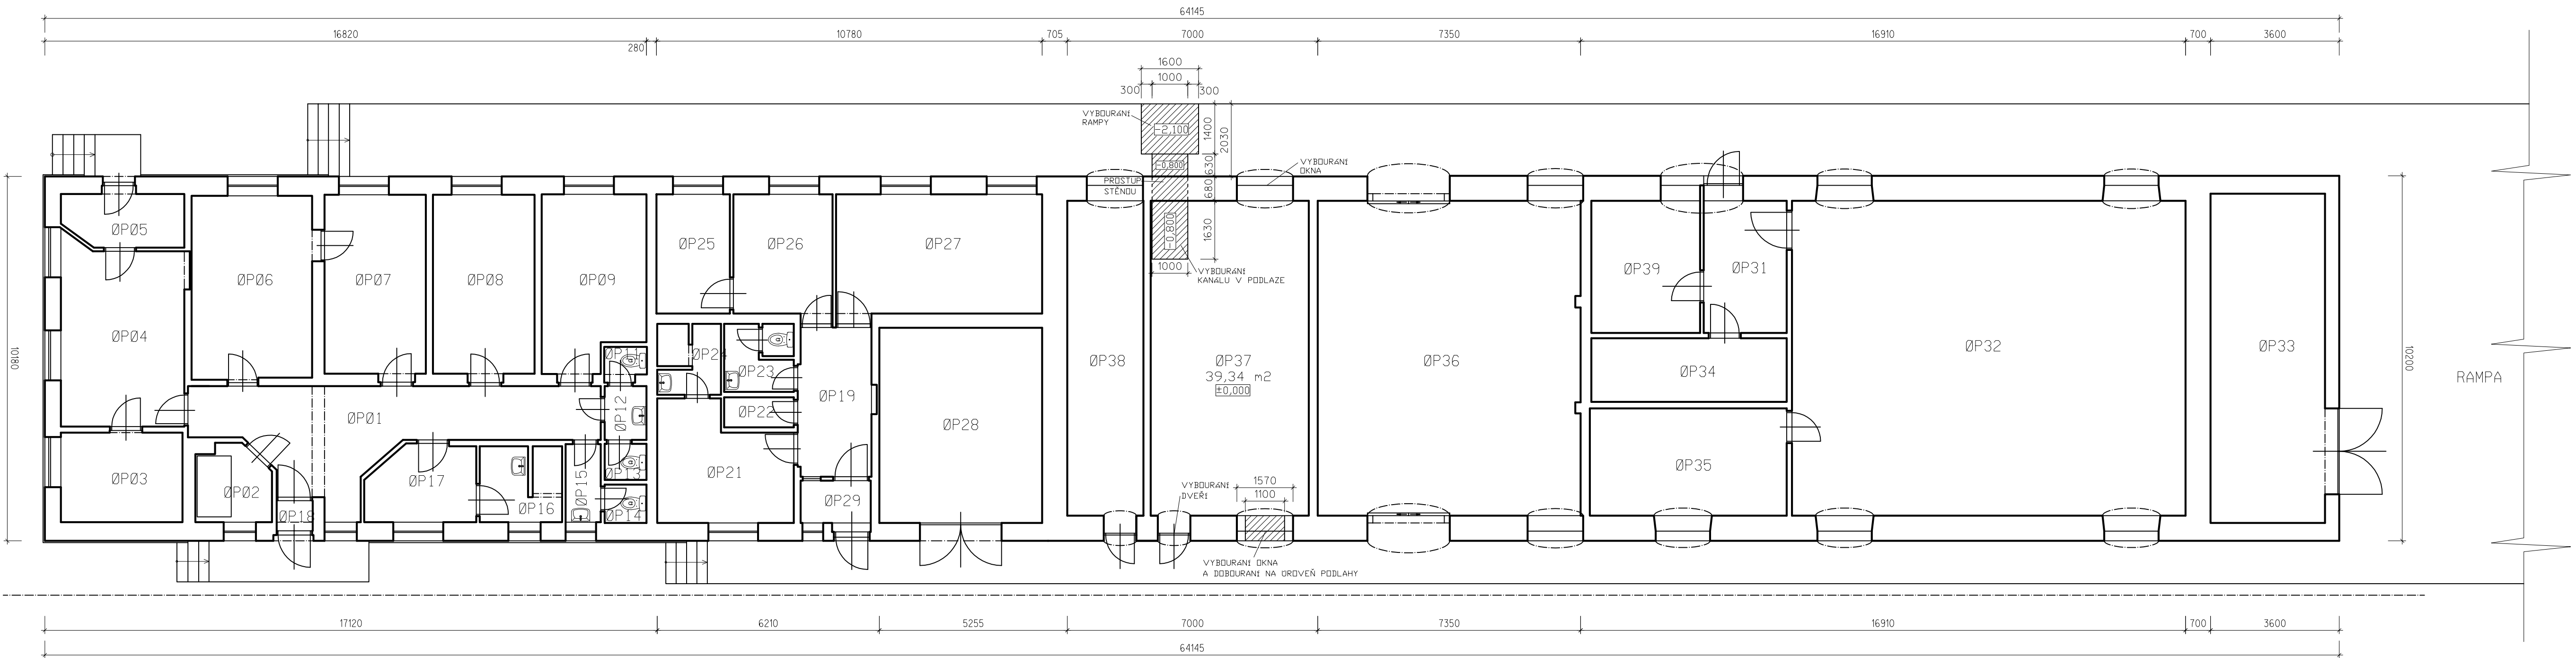 64145
16820
280
10780
705
7000
7350
16910
700
3600
1600
1000
300
300
VYBOURÁNÍ
RAMPY
-2,100
1400
2030
-0,800
630
PROSTUP
STĚNOU
680
VYBOURÁNÍ
OKNA
-0,800
1630
1000
VYBOURÁNÍ
KANÁLU V PODLAZE
10180
10200
ØP05
ØP06
ØP07
ØP08
ØP09
ØP25
ØP26
ØP27
ØP39
ØP31
ØP04
ØP11
ØP24
ØP23
ØP38
ØP37
39,34 m2
±0,000
ØP36
ØP34
ØP32
ØP33
RAMPA
ØP01
ØP12
ØP22
ØP19
ØP28
ØP03
ØP02
ØP18
ØP17
ØP16
ØP15
ØP13
ØP14
ØP21
ØP29
ØP35
VYBOURÁNÍ
DVEŘÍ
1570
1100
VYBOURÁNÍ OKNA
A DOBOURÁNÍ NA ÚROVEŇ PODLAHY
17120
6210
5255
7000
7350
16910
700
3600
64145